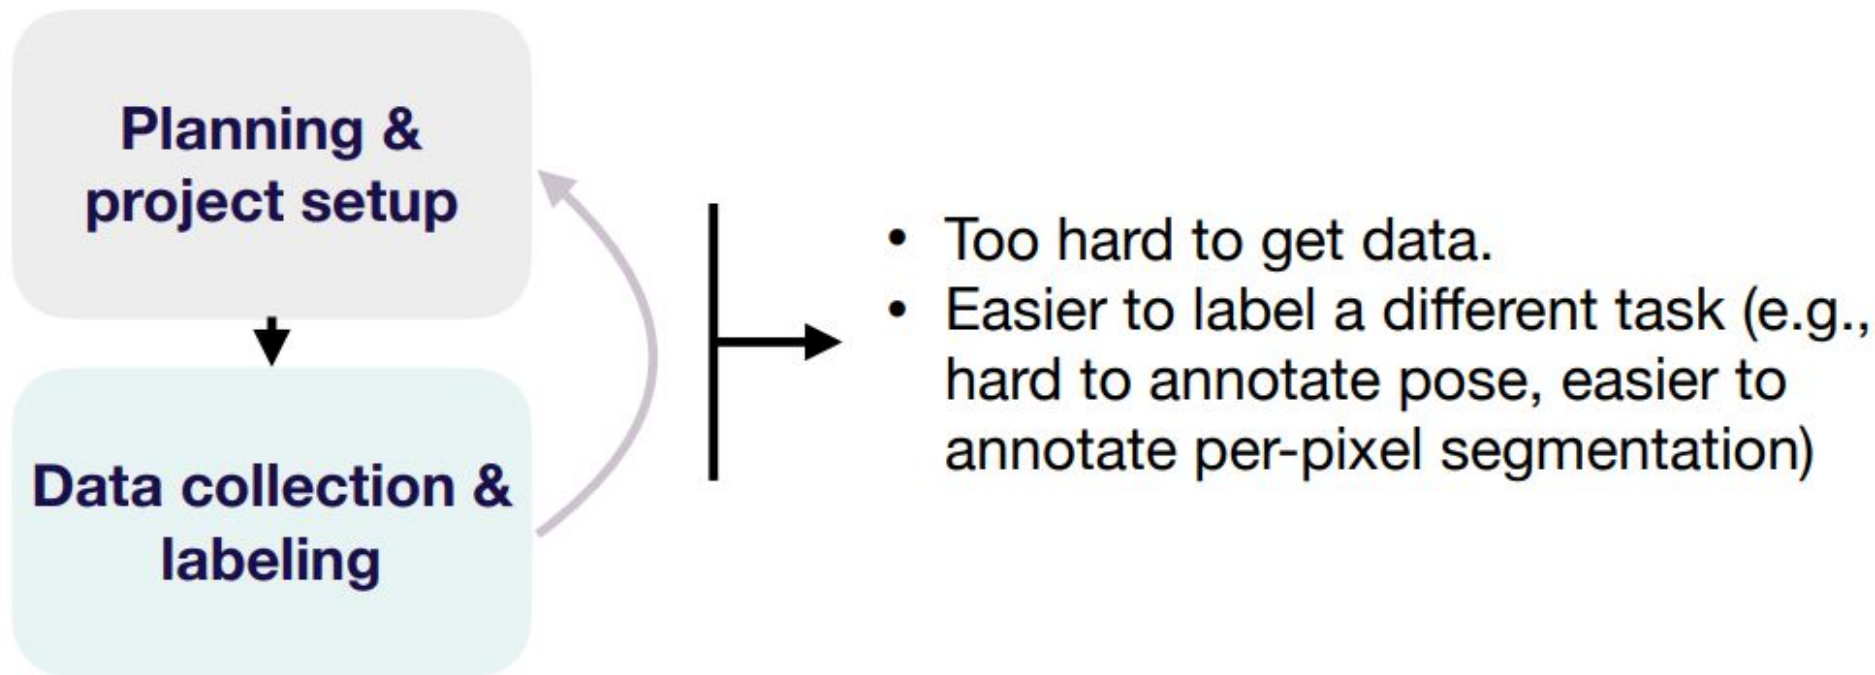 Planning &
project setup
Data collection &
labeling
• Too hard to get data.
• Easier to label a different task (e.g.,
hard to annotate pose, easier to
annotate per-pixel segmentation)